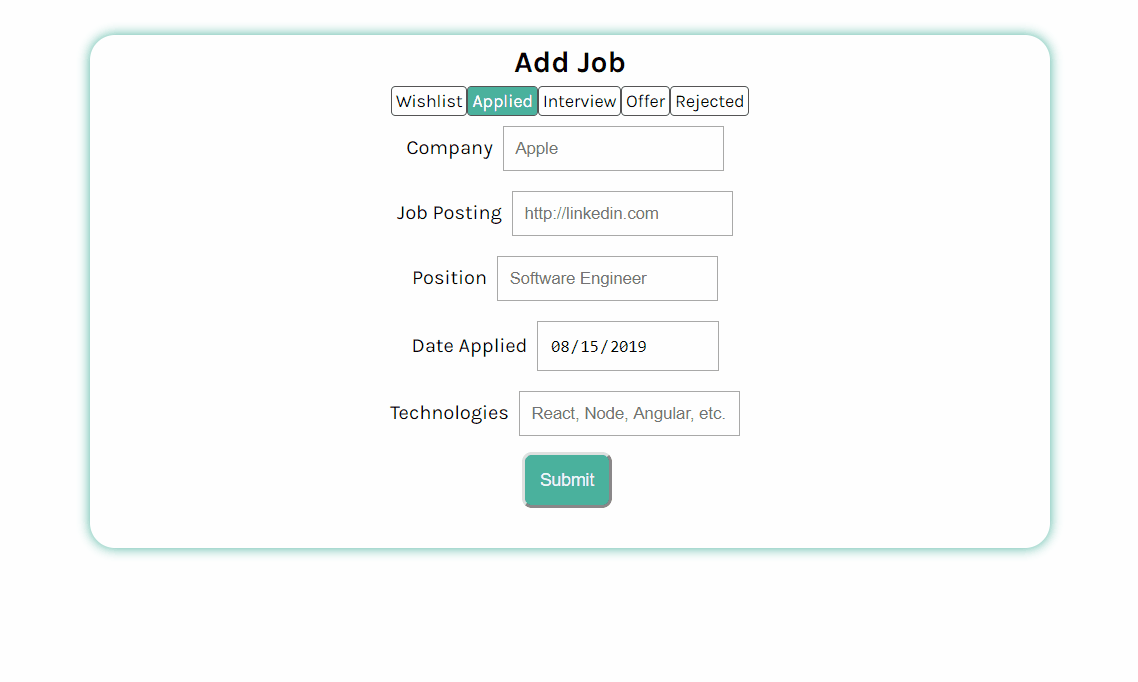 Add Job
Wishlist Applied Interview Offer Rejected
Company Apple
Job Posting http://linkedin.com
Position Software Engineer
Date Applied 08/15/2019
Technologies React, Node, Angular, etc.
Submit